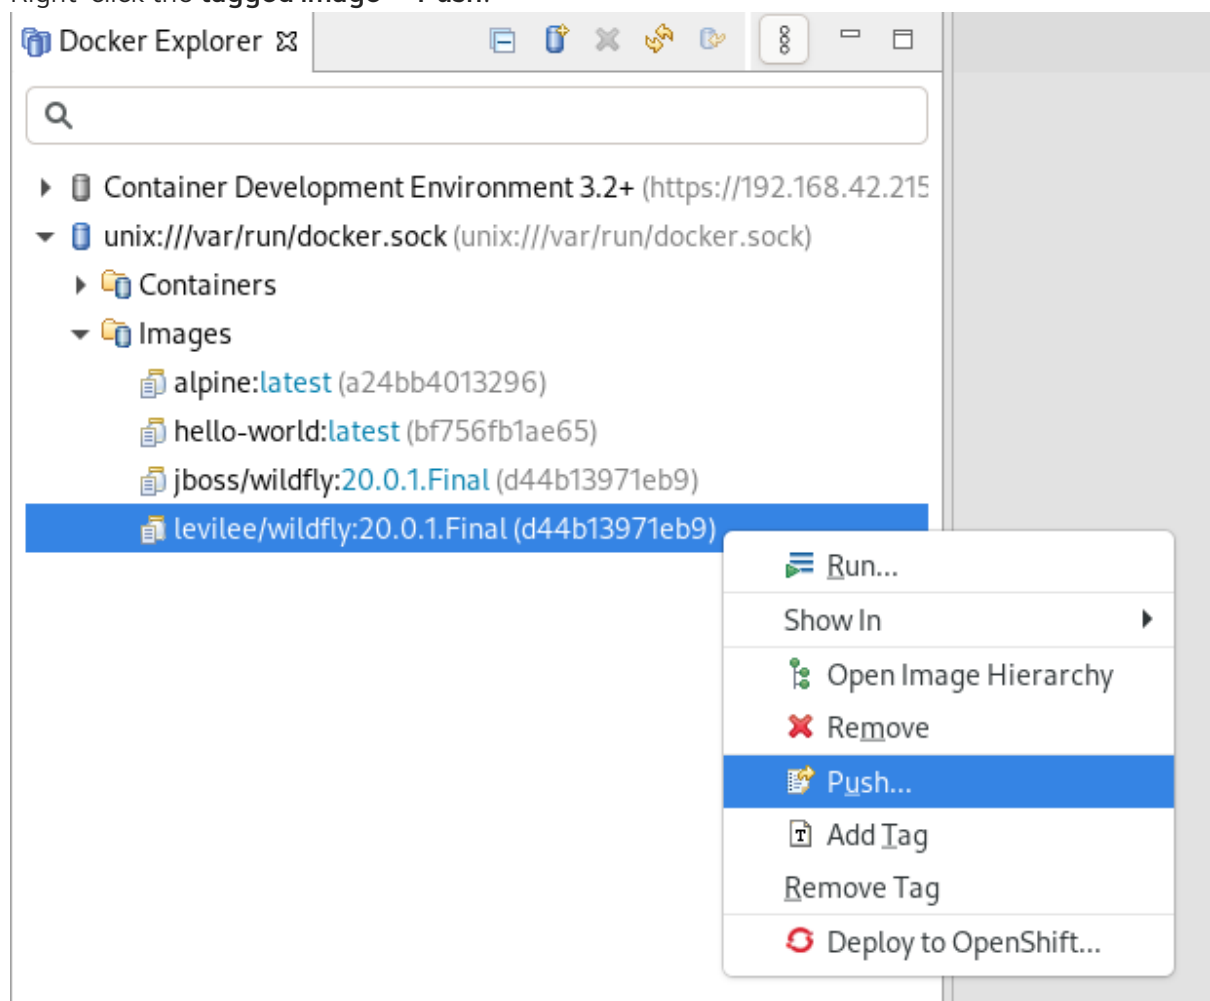 Docker Explorer
Container Development Environment 3.2+ (https://192.168.42.215
unix:///var/run/docker.sock (unix:///var/run/docker.sock)
Containers
Images
alpine:latest (a24bb4013296)
hello-world:latest (bf756fb1ae65)
jboss/wildfly:20.0.1.Final (d44b13971eb9)
levilee/wildfly:20.0.1.Final (d44b13971eb9)
Run...
Show In
Open Image Hierarchy
Remove
Push...
Add Tag
Remove Tag
Deploy to OpenShift...